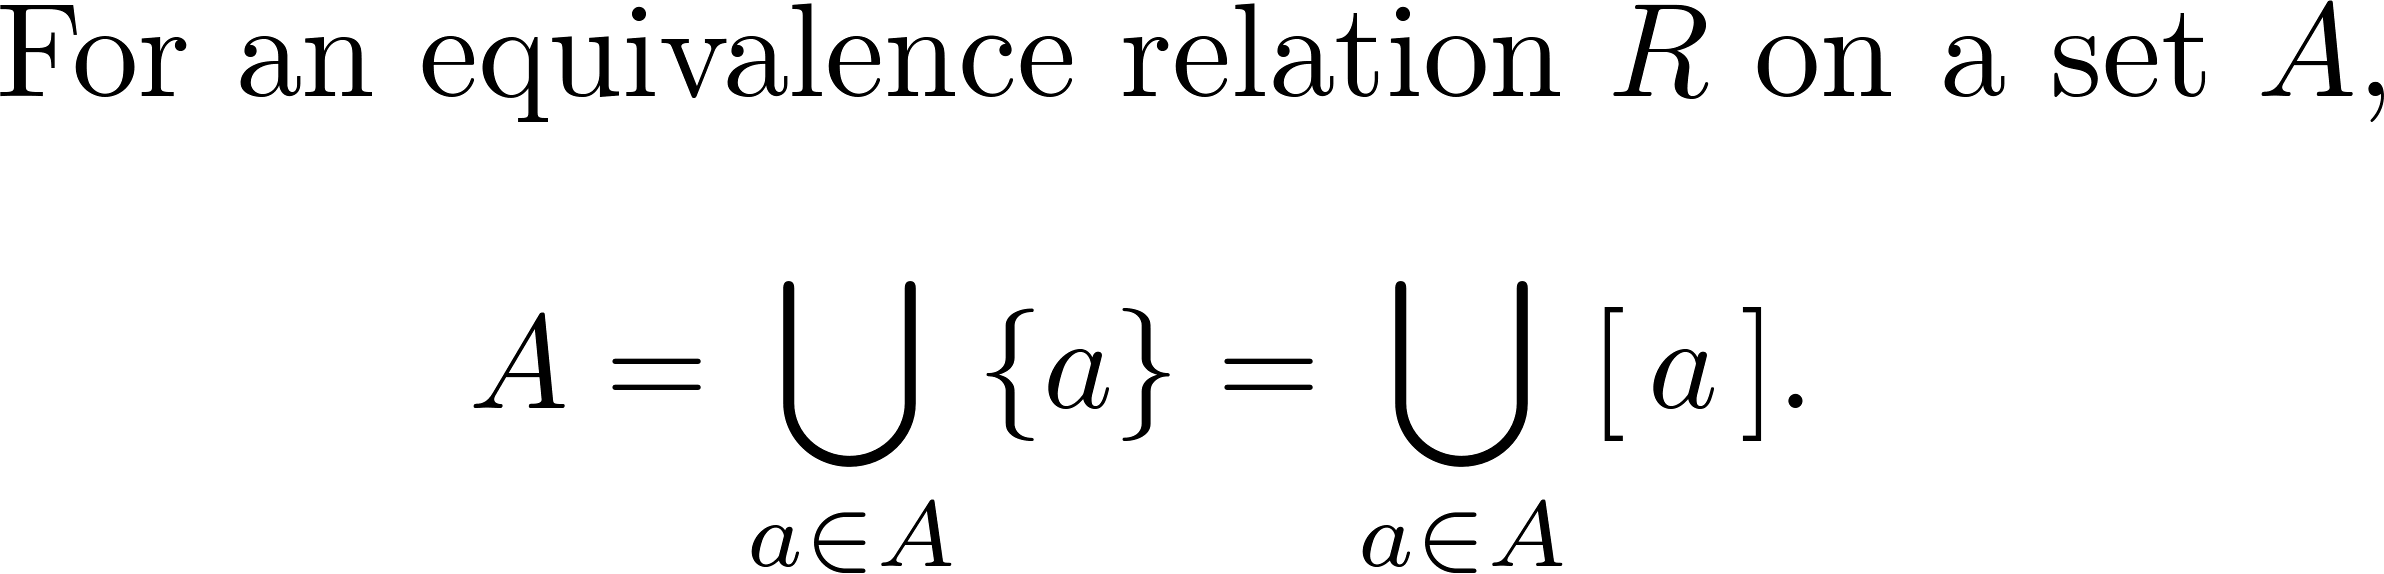 For an equivalence relation R on a set A,
A = ⋃_{a∈A} {a} = ⋃_{a∈A} [ a ].